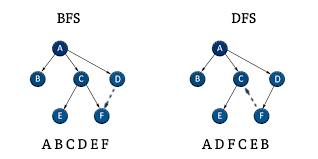 BFS DFS
A A
B C D B C D
E F E F
A B C D E F A D F C E B